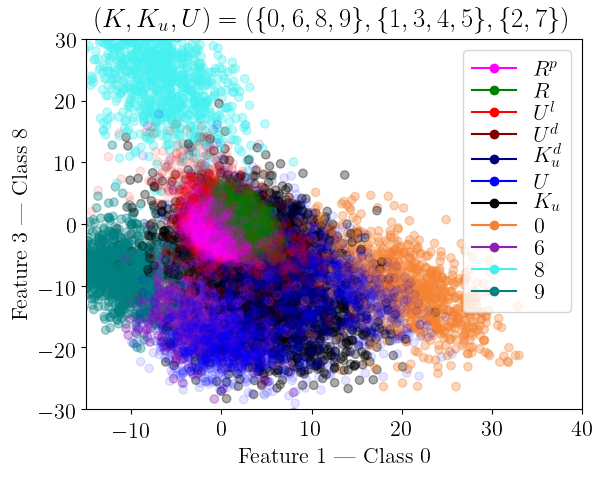 (K, K_u, U) = ({0, 6, 8, 9}, {1, 3, 4, 5}, {2, 7})
30
20
10
0
−10
−20
−30
Feature 3 — Class 8
R^p
R
U^l
U^d
K_u^d
U
K_u
0
6
8
9
−10
0
10
20
30
40
Feature 1 — Class 0